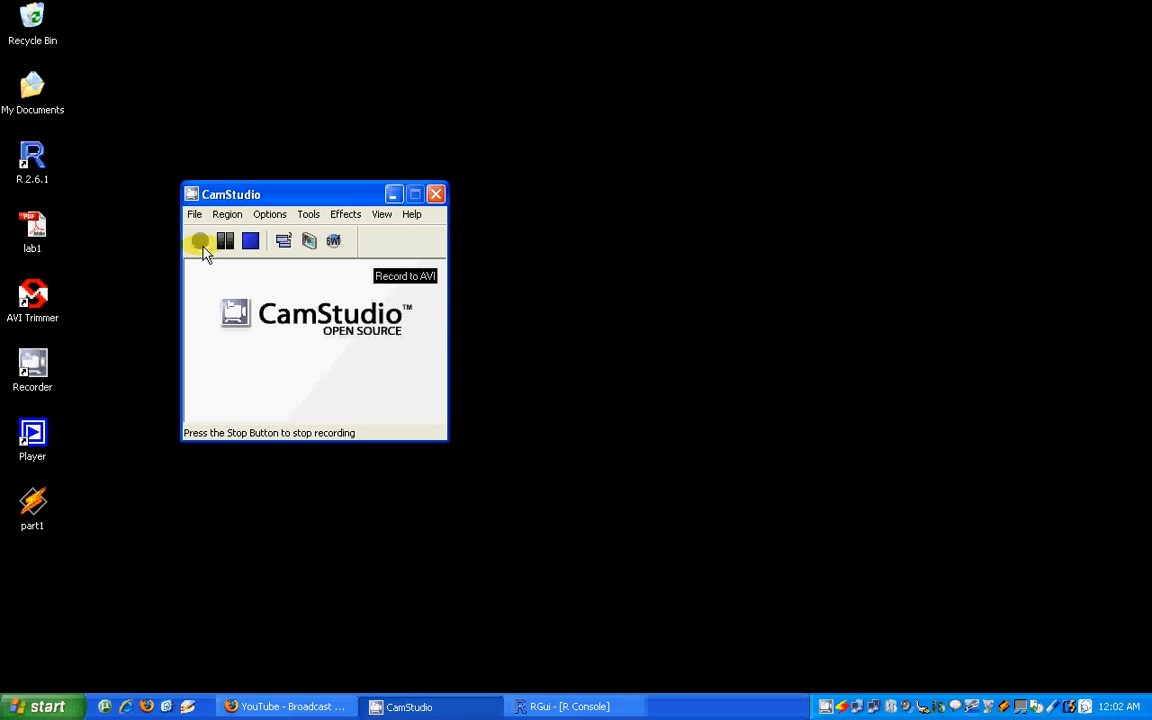 Recycle Bin
My Documents
R 2.6.1
lab1
AVI Trimmer
Recorder
Player
part1
CamStudio
File Region Options Tools Effects View Help
Record to AVI
CamStudio™
OPEN SOURCE
Press the Stop Button to stop recording
start
YouTube - Broadcast ...
CamStudio
RGui - [R Console]
12:02 AM